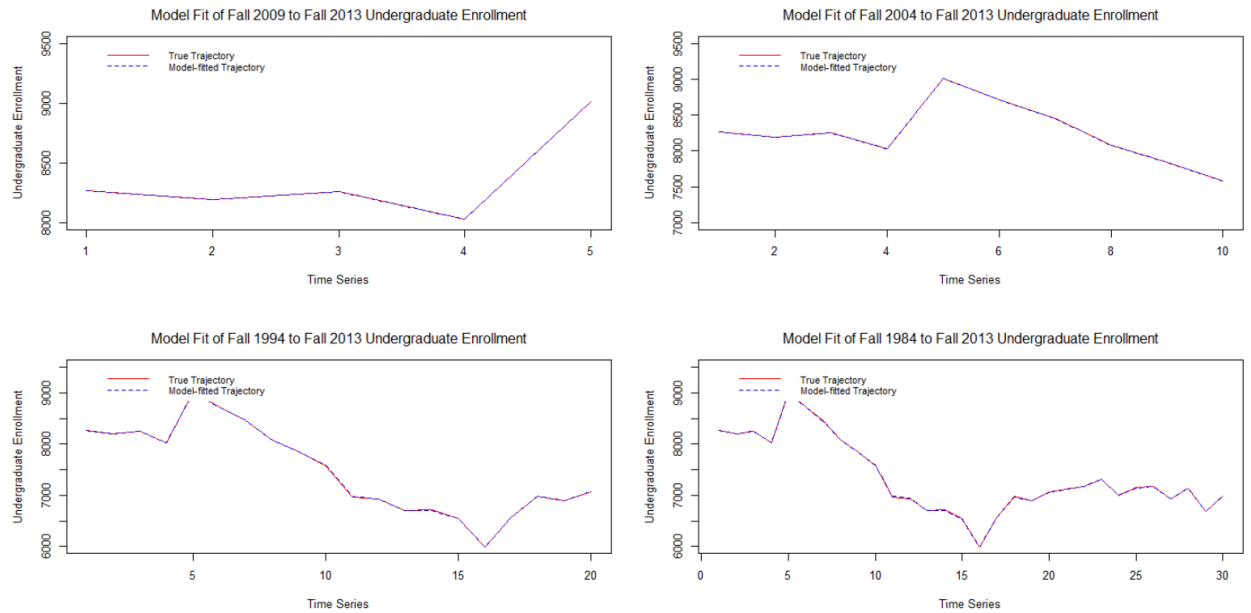 Model Fit of Fall 2009 to Fall 2013 Undergraduate Enrollment
True Trajectory
Model-fitted Trajectory
Undergraduate Enrollment
9500
9000
8500
8000
1 2 3 4 5
Time Series
Model Fit of Fall 2004 to Fall 2013 Undergraduate Enrollment
True Trajectory
Model-fitted Trajectory
Undergraduate Enrollment
9500
9000
8500
8000
7500
7000
2 4 6 8 10
Time Series
Model Fit of Fall 1994 to Fall 2013 Undergraduate Enrollment
True Trajectory
Model-fitted Trajectory
Undergraduate Enrollment
9000
8000
7000
6000
5 10 15 20
Time Series
Model Fit of Fall 1984 to Fall 2013 Undergraduate Enrollment
True Trajectory
Model-fitted Trajectory
Undergraduate Enrollment
9000
8000
7000
6000
0 5 10 15 20 25 30
Time Series